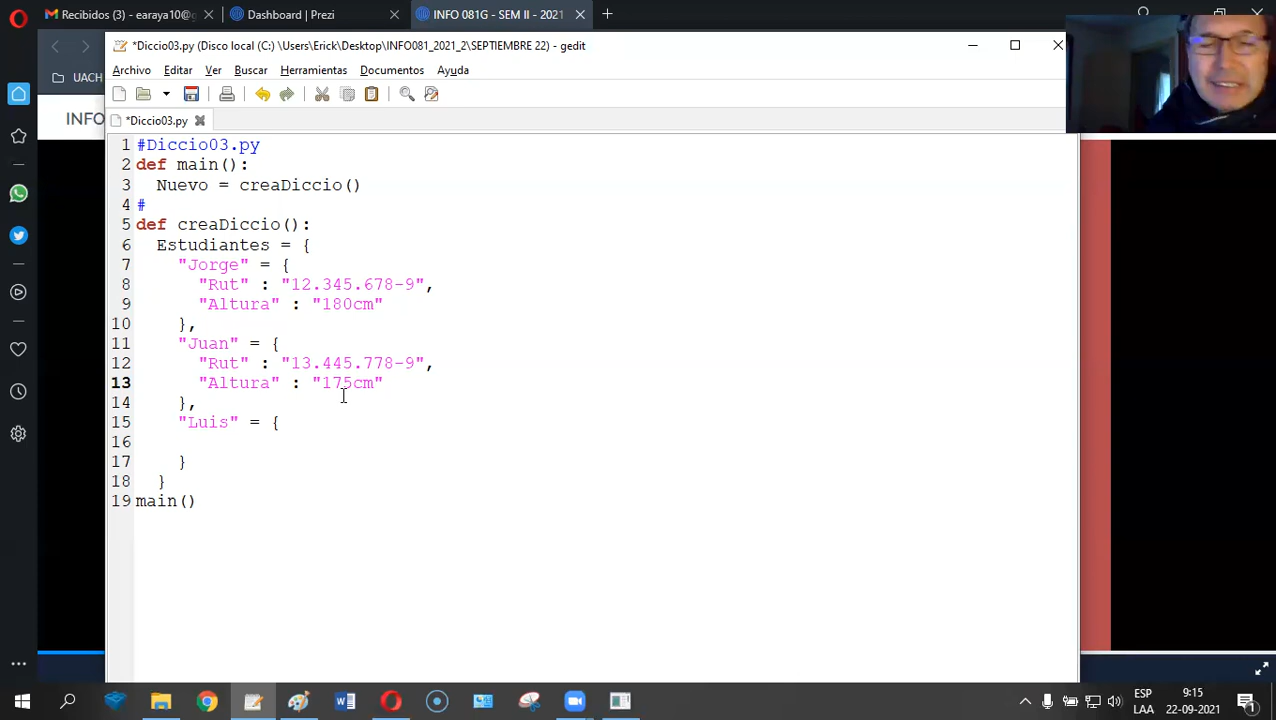 Recibidos (3) - earaya10@g
Dashboard | Prezi
INFO 081G - SEM II - 2021
UACH
INFO
*Diccio03.py (Disco local (C:) \Users\Erick\Desktop\INFO081_2021_2\SEPTIEMBRE 22) - gedit
Archivo Editar Ver Buscar Herramientas Documentos Ayuda
*Diccio03.py
1 #Diccio03.py
2 def main():
3 Nuevo = creaDiccio()
4 #
5 def creaDiccio():
6 Estudiantes = {
7 "Jorge" = {
8 "Rut" : "12.345.678-9",
9 "Altura" : "180cm"
10 },
11 "Juan" = {
12 "Rut" : "13.445.778-9",
13 "Altura" : "175cm"
14 },
15 "Luis" = {
16
17 }
18 }
19 main()
ESP
LAA
9:15
22-09-2021
1